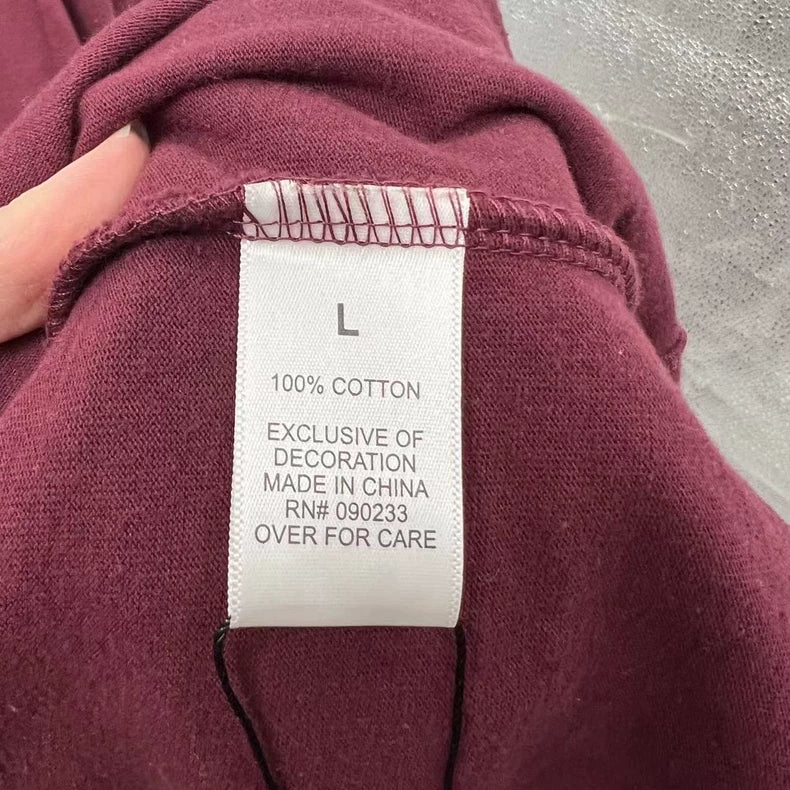 L
100% COTTON
EXCLUSIVE OF
DECORATION
MADE IN CHINA
RN# 090233
OVER FOR CARE